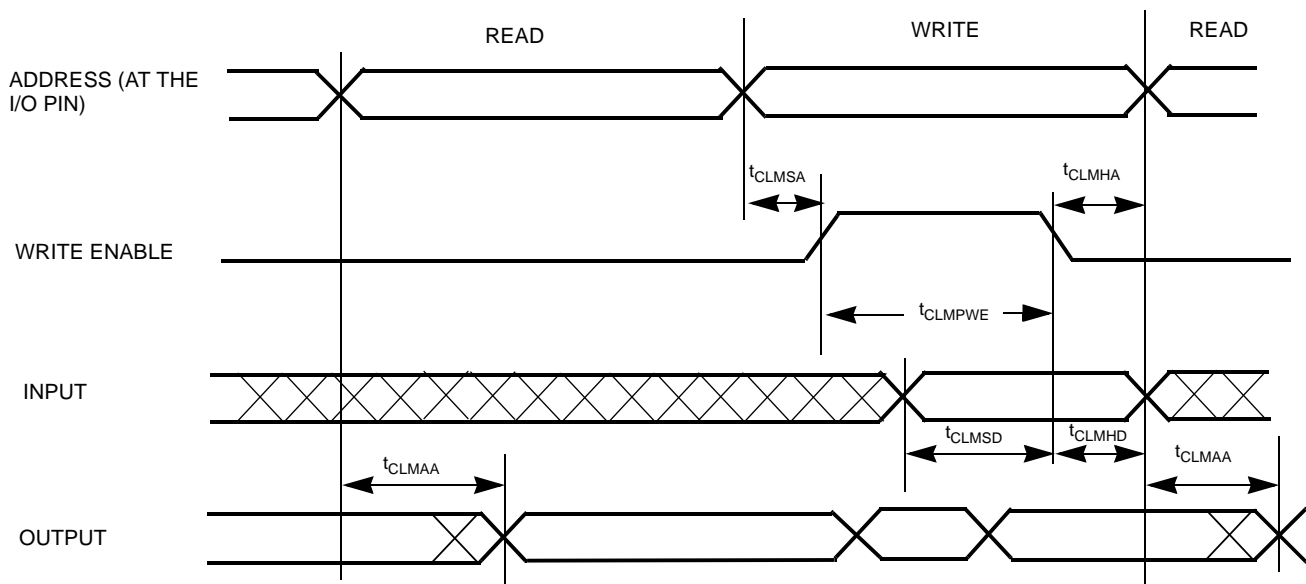 READ
WRITE
READ
ADDRESS (AT THE
I/O PIN)
tCLMSA
tCLMHA
WRITE ENABLE
tCLMPWE
INPUT
tCLMSD
tCLMHD
tCLMAA
tCLMAA
OUTPUT